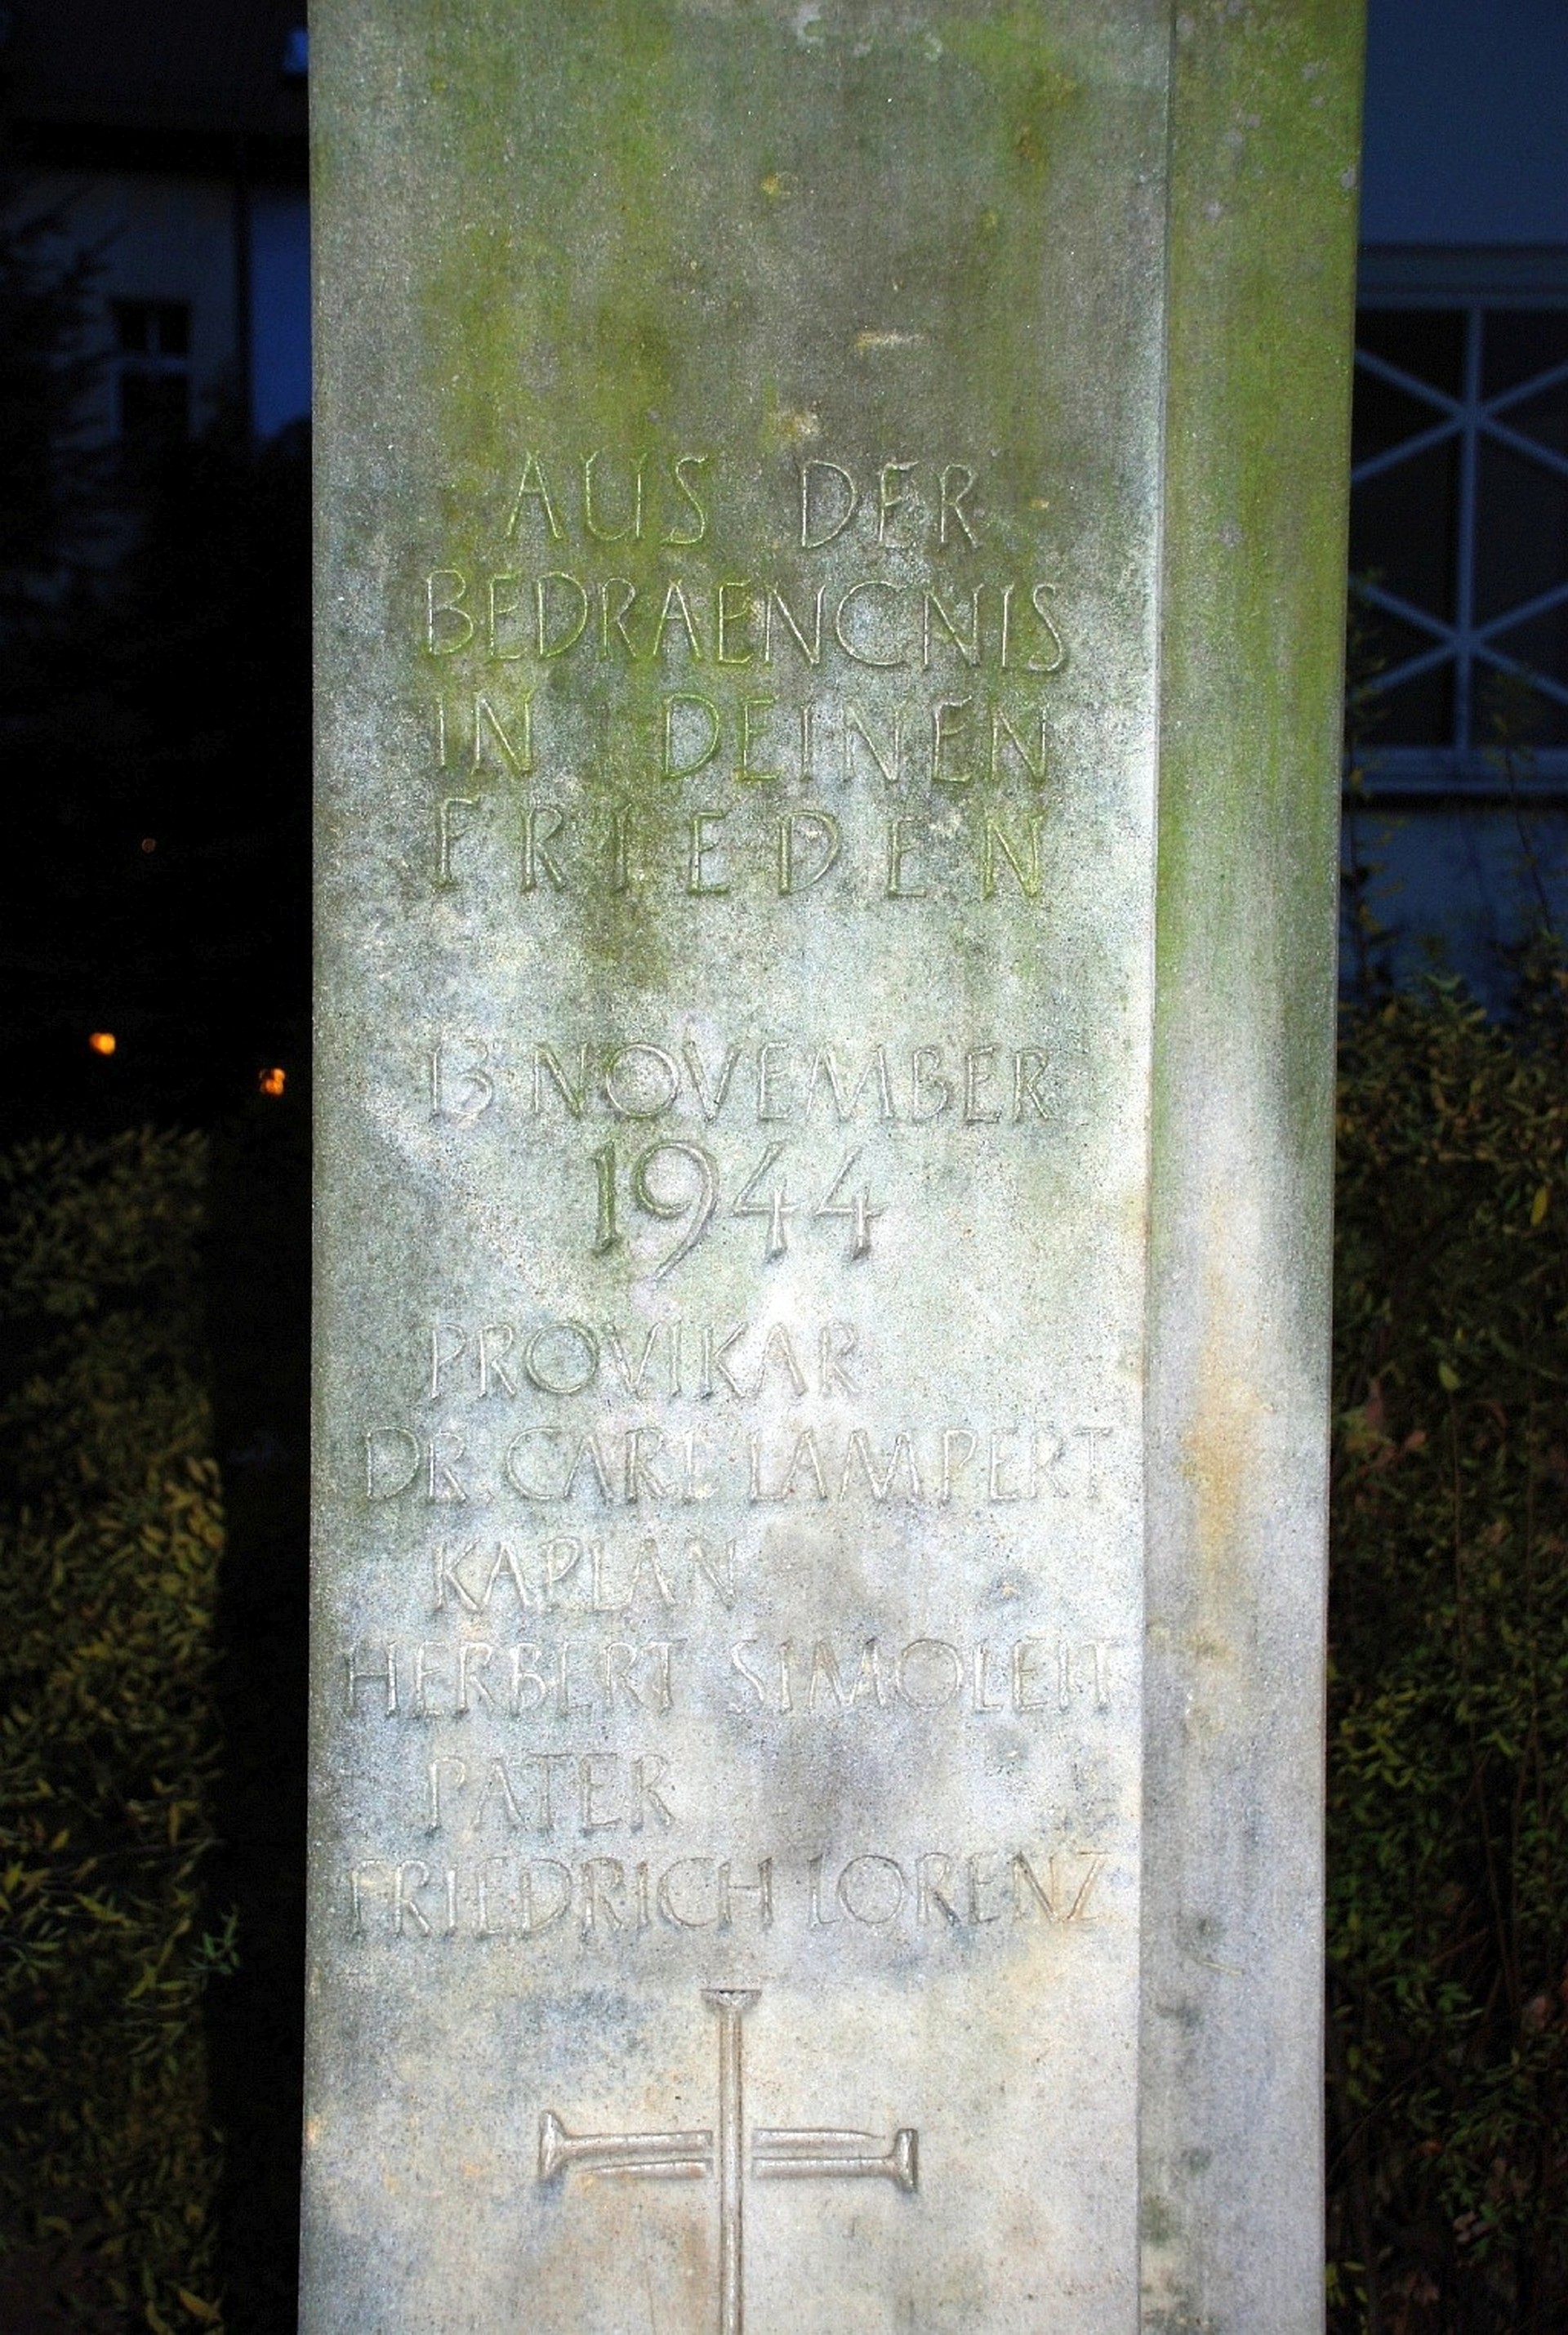 AUS DER
BEDRAENGNIS
IN DEINEN
FRIEDEN
13 NOVEMBER
1944
PROVIKAR
DR. CARL LAMPERT
KAPLAN
HERBERT SIMOLEIT
PATER
FRIEDRICH LORENZ